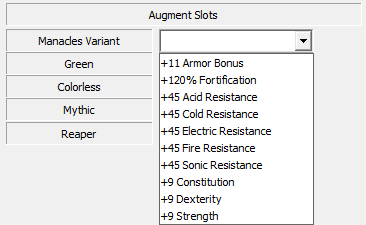 Augment Slots
Manacles Variant
Green
Colorless
Mythic
Reaper
+11 Armor Bonus
+120% Fortification
+45 Acid Resistance
+45 Cold Resistance
+45 Electric Resistance
+45 Fire Resistance
+45 Sonic Resistance
+9 Constitution
+9 Dexterity
+9 Strength